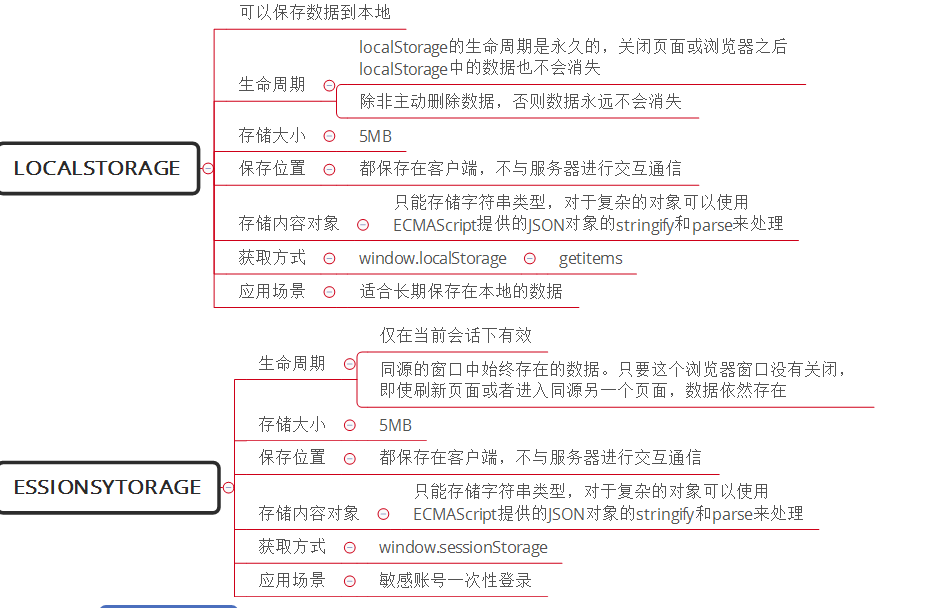 可以保存数据到本地
localStorage的生命周期是永久的，关闭页面或浏览器之后
localStorage中的数据也不会消失
生命周期
除非主动删除数据，否则数据永远不会消失
存储大小
5MB
LOCALSTORAGE
保存位置
都保存在客户端，不与服务器进行交互通信
只能存储字符串类型，对于复杂的对象可以使用
ECMAScript提供的JSON对象的stringify和parse来处理
存储内容对象
获取方式
window.localStorage
getitems
应用场景
适合长期保存在本地的数据
仅在当前会话下有效
生命周期
同源的窗口中始终存在的数据。只要这个浏览器窗口没有关闭，
即使刷新页面或者进入同源另一个页面，数据依然存在
存储大小
5MB
保存位置
都保存在客户端，不与服务器进行交互通信
ESSIONSYTORAGE
只能存储字符串类型，对于复杂的对象可以使用
ECMAScript提供的JSON对象的stringify和parse来处理
存储内容对象
获取方式
window.sessionStorage
应用场景
敏感账号一次性登录